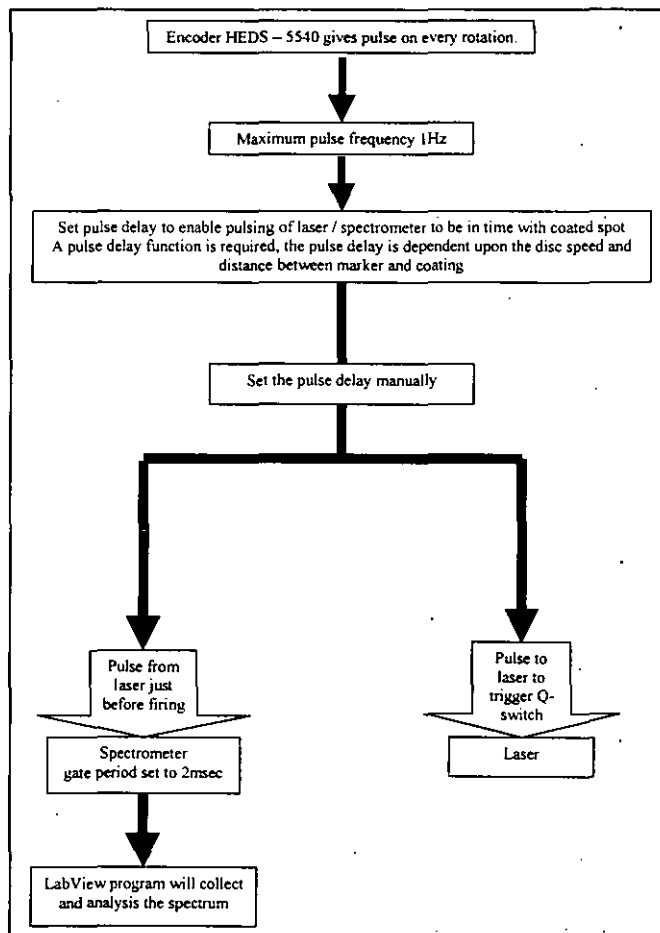 Encoder HEDS – 5540 gives pulse on every rotation.
Maximum pulse frequency 1Hz
Set pulse delay to enable pulsing of laser / spectrometer to be in time with coated spot
A pulse delay function is required, the pulse delay is dependent upon the disc speed and
distance between marker and coating
Set the pulse delay manually
Pulse from
laser just
before firing
Spectrometer
gate period set to 2msec
LabView program will collect
and analysis the spectrum
Pulse to
laser to
trigger Q-
switch
Laser